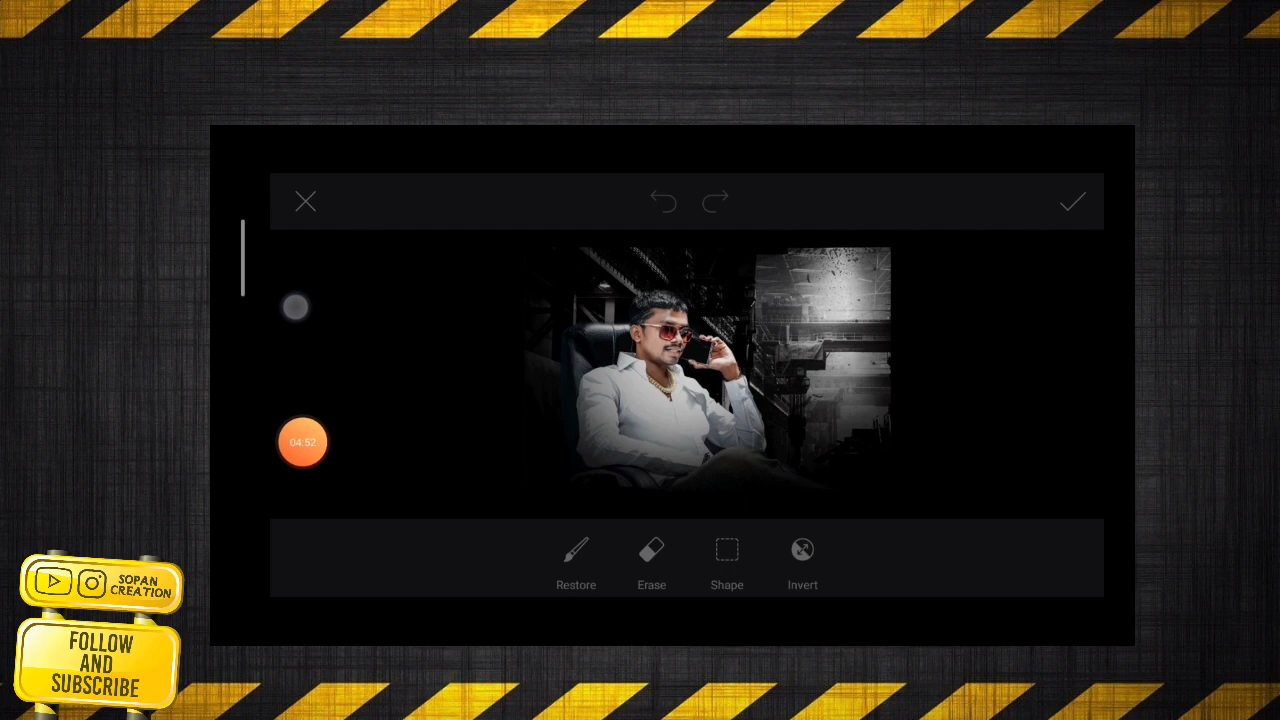 04:52
Restore
Erase
Shape
Invert
SOPAN
CREATION
FOLLOW
AND
SUBSCRIBE